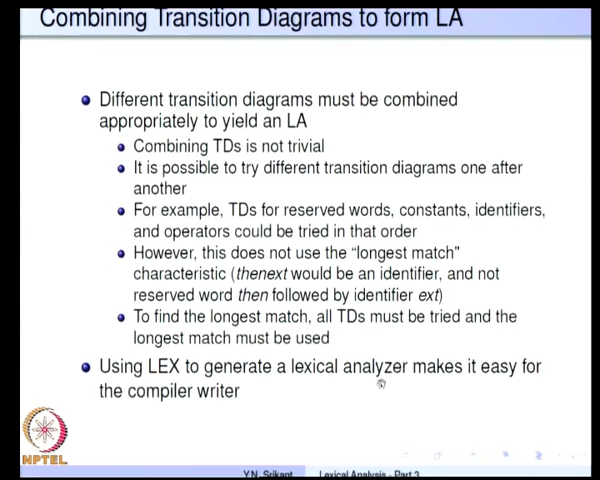 Combining Transition Diagrams to form LA
Different transition diagrams must be combined
appropriately to yield an LA
Combining TDs is not trivial
It is possible to try different transition diagrams one after
another
For example, TDs for reserved words, constants, identifiers,
and operators could be tried in that order
However, this does not use the “longest match"
characteristic (thenext would be an identifier, and not
reserved word then followed by identifier ext)
To find the longest match, all TDs must be tried and the
longest match must be used
Using LEX to generate a lexical analyzer makes it easy for
the compiler writer
NPTEL
Y.N. Srikant Lexical Analysis - Part 3